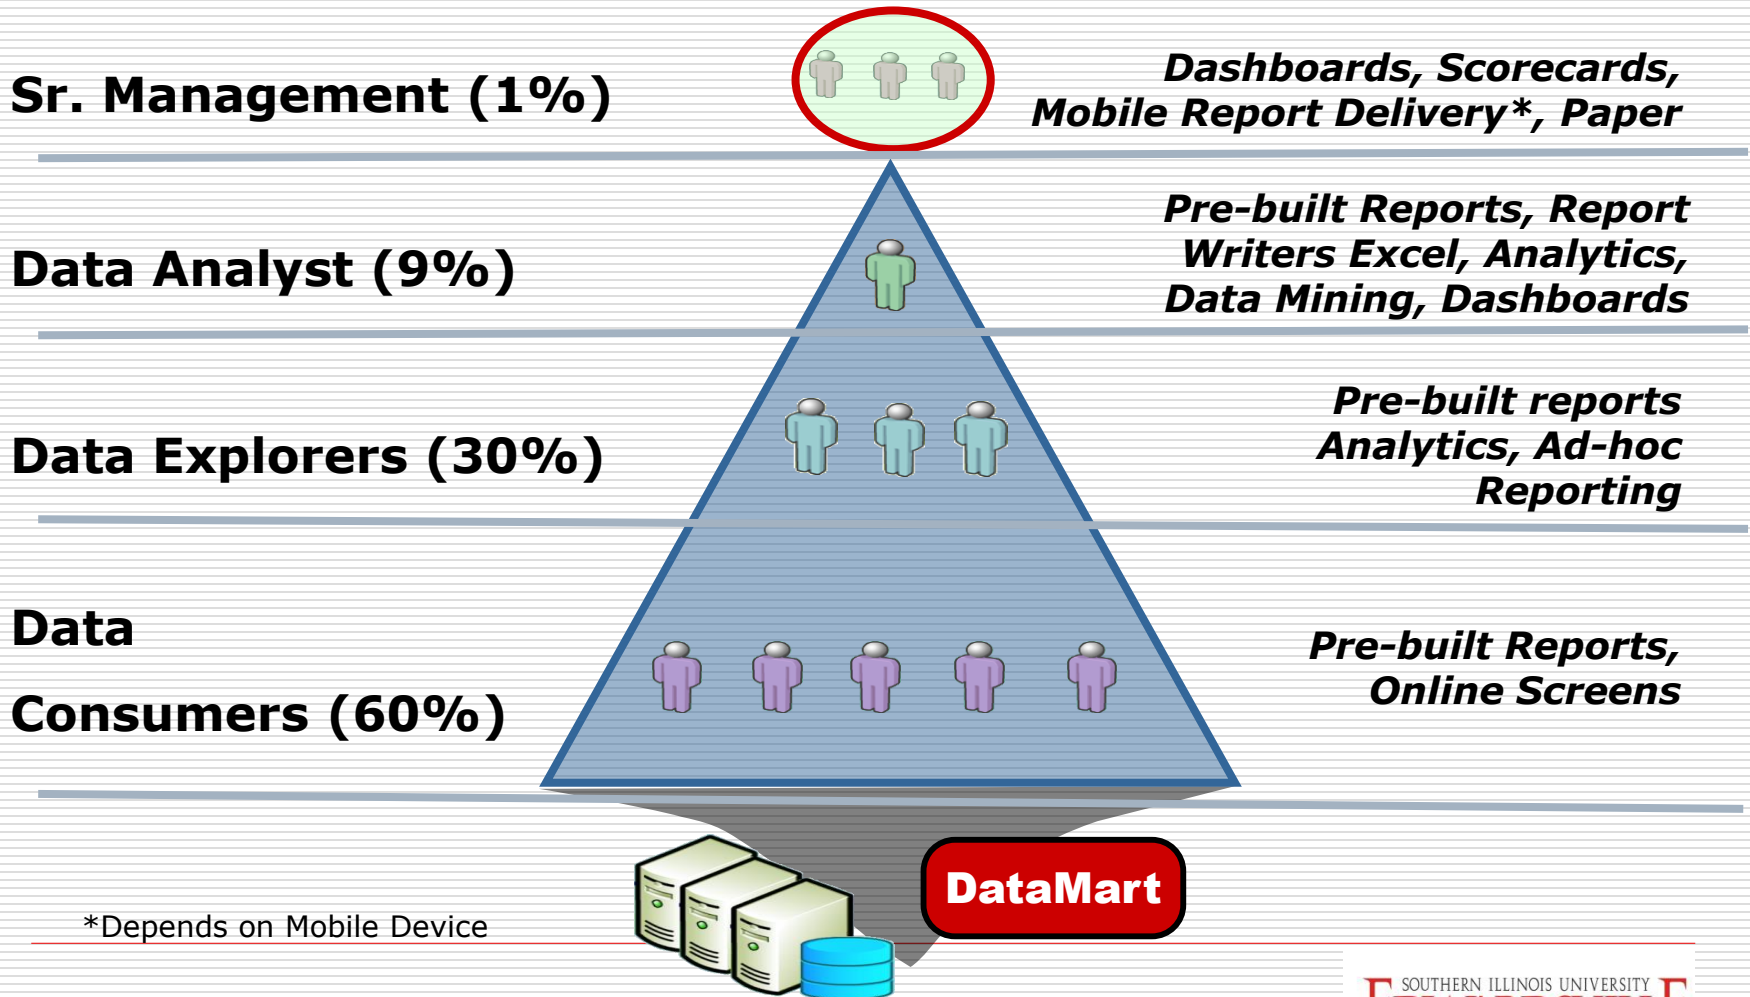 Sr. Management (1%)
Dashboards, Scorecards,
Mobile Report Delivery*, Paper
Data Analyst (9%)
Pre-built Reports, Report
Writers Excel, Analytics,
Data Mining, Dashboards
Data Explorers (30%)
Pre-built reports
Analytics, Ad-hoc
Reporting
Data
Consumers (60%)
Pre-built Reports,
Online Screens
DataMart
*Depends on Mobile Device
SOUTHERN ILLINOIS UNIVERSITY